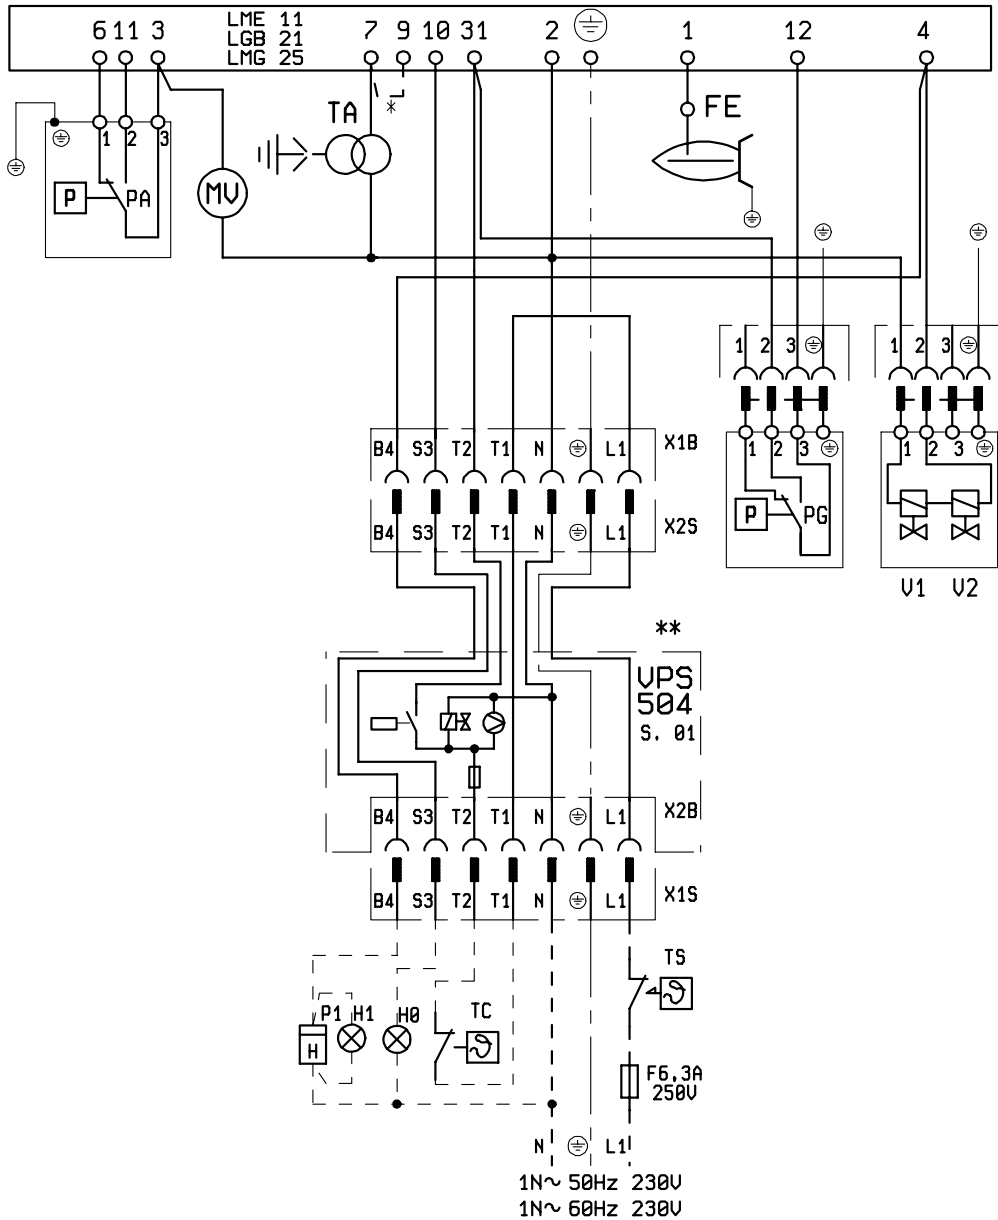 LME 11
LGB 21
LMG 25
6 11 3 7 9 10 31 2 1 12 4
*
TA
FE
1 2 3
P PA
MV
1 2 3 1 2 3
B4 S3 T2 T1 N L1 X1B
1 2 3 1 2 3
P PG
B4 S3 T2 T1 N L1 X2S
V1 V2
**
VPS
504
S. 01
B4 S3 T2 T1 N L1 X2B
B4 S3 T2 T1 N L1 X1S
TS
P1 H1 H0 TC
H
F6,3A
250V
N L1
1N~ 50Hz 230V
1N~ 60Hz 230V